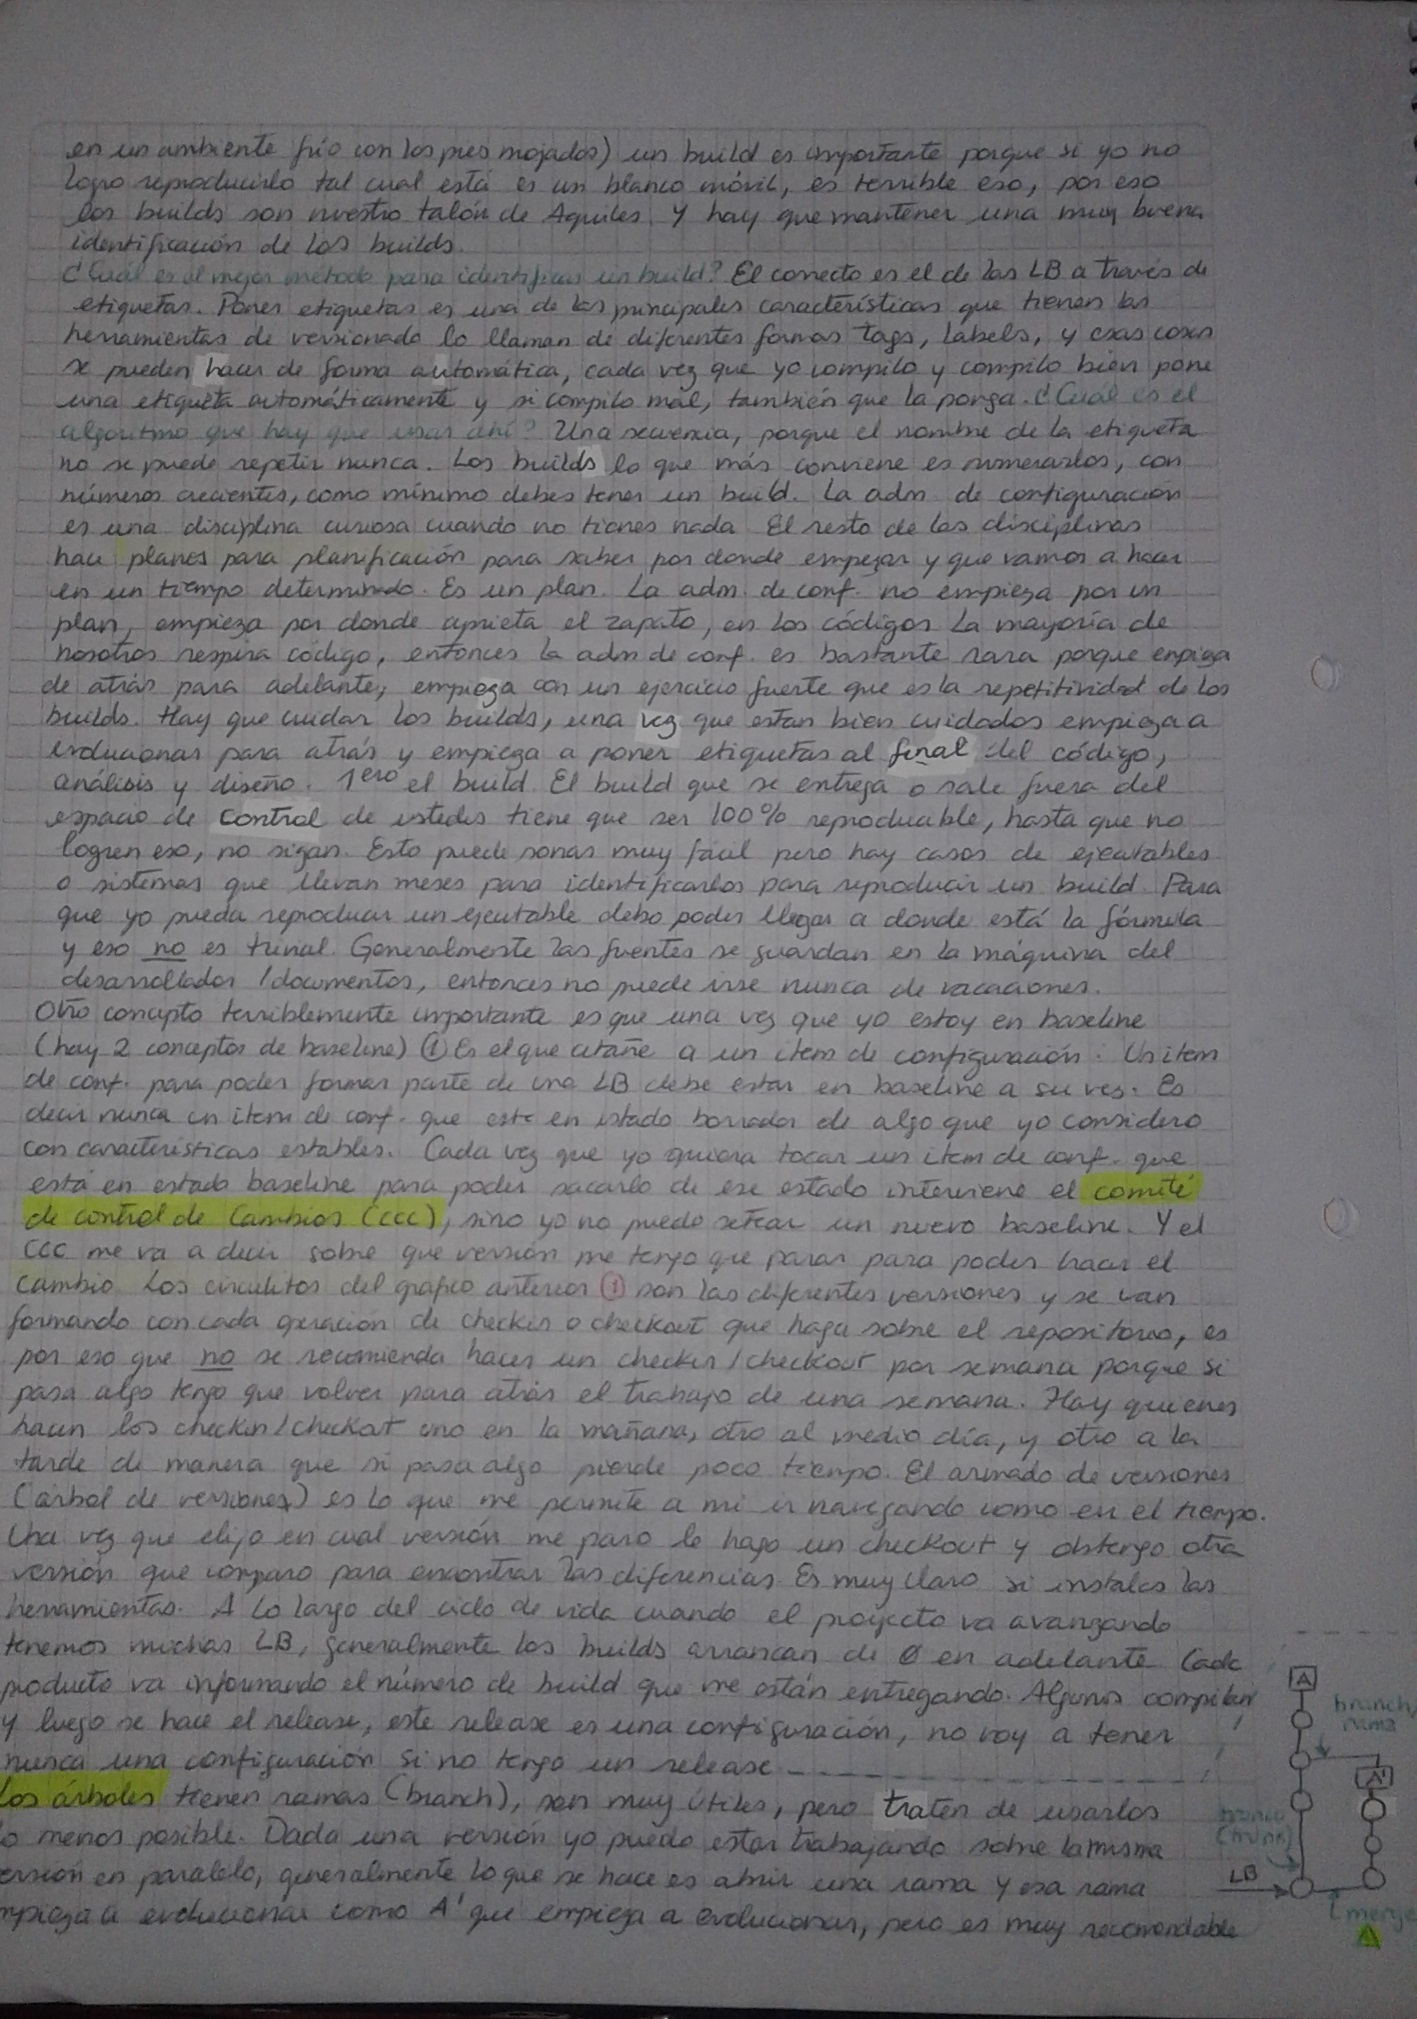 en un ambiente frío con los pies mojados) un build es importante porque si yo no
logro reproducirlo tal cual está es un blanco móvil, es terrible eso, por eso
los builds son nuestro talón de Aquiles. Y hay que mantener una muy buena
identificación de los builds.
¿Cuál es el mejor método para identificar un build? El correcto es el de las LB a través de
etiquetas. Poner etiquetas es una de las principales características que tienen las
herramientas de versionado lo llaman de diferentes formas tags, labels, y esas cosas
se pueden hacer de forma automática, cada vez que yo compilo y compilo bien pone
una etiqueta automáticamente y si compilo mal, también que la ponga. ¿Cuál es el
algoritmo que hay que usar ahí? Una secuencia, porque el nombre de la etiqueta
no se puede repetir nunca. Los builds lo que más conviene es numerarlos, con
números crecientes, como mínimo debes tener un build. La adm. de configuración
es una disciplina curiosa cuando no tienes nada. El resto de las disciplinas
hace planes para planificación para saber por donde empezar y que vamos a hacer
en un tiempo determinado. Es un plan. La adm. de conf. no empieza por un
plan, empieza por donde aprieta el zapato, en los códigos. La mayoría de
nosotros respira código, entonces la adm de conf. es bastante rara porque empieza
de atrás para adelante, empieza con un ejercicio fuerte que es la repetitividad de los
builds. Hay que cuidar los builds, una vez que estan bien cuidados empieza a
evolucionar para atrás y empieza a poner etiquetas al final del código,
análisis y diseño. 1ero el build. El build que se entrega o sale fuera del
espacio de control de ustedes tiene que ser 100% reproducible, hasta que no
logren eso, no sigan. Esto puede sonar muy fácil pero hay casos de ejecutables
o sistemas que llevan meses para identificarlos para reproducir un build. Para
que yo pueda reproducir un ejecutable debo poder llegar a donde está la fórmula
y eso no es trivial. Generalmente las fuentes se guardan en la máquina del
desarrollador /documentos, entonces no puede irse nunca de vacaciones.
Otro concepto terriblemente importante es que una vez que yo estoy en baseline
(hay 2 conceptos de baseline) ① Es el que atañe a un item de configuración: Un item
de conf. para poder formar parte de una LB debe estar en baseline a su vez. Es
decir nunca un item de conf. que este en estado borrador de algo que yo considero
con características estables. Cada vez que yo quiera tocar un item de conf. que
está en estado baseline para poder sacarlo de ese estado interviene el comité
de control de Cambios (CCC), sino yo no puedo setear un nuevo baseline. Y el
CCC me va a decir sobre que versión me tengo que parar para poder hacer el
cambio. Los circulitos del grafico anterior ① son las diferentes versiones y se van
formando con cada operación de checkin o checkout que haga sobre el repositorio, es
por eso que no se recomienda hacer un checkin/checkout por semana porque si
pasa algo tengo que volver para atrás el trabajo de una semana. Hay quienes
hacen los checkin/checkout uno en la mañana, otro al medio día, y otro a la
tarde de manera que si pasa algo pierde poco tiempo. El armado de versiones
(árbol de versiones) es lo que me permite a mi ir navegando como en el tiempo.
Una vez que elijo en cual versión me paro le hago un checkout y obtengo otra
versión que comparo para encontrar las diferencias. Es muy claro si instalas las
herramientas. A lo largo del ciclo de vida cuando el proyecto va avanzando
tenemos muchas LB, generalmente los builds arrancan de 0 en adelante. Cada
producto va informando el número de build que me están entregando. Algunos compilan
y luego se hace el release, este release es una configuración, no voy a tener
nunca una configuración si no tengo un release.
Los árboles tienen ramas (branch), son muy útiles, pero traten de usarlos
lo menos posible. Dada una versión yo puedo estar trabajando sobre la misma
versión en paralelo, generalmente lo que se hace es abrir una rama y esa rama
empieza a evolucionar como A' que empieza a evolucionar, pero es muy recomendable
A
branch/
rama
A'
tronco
(trunk)
LB
merge